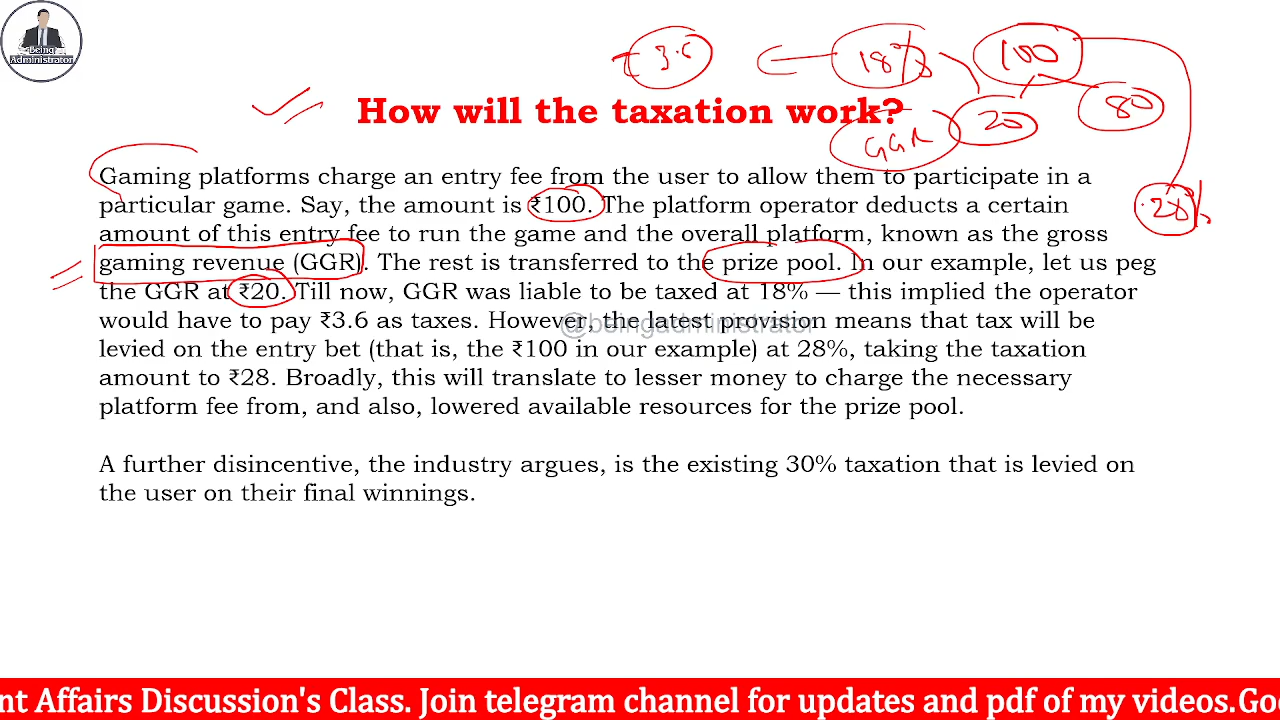 Being
Administrator
3.6
18%
100
20
80
GGR
28%
How will the taxation work?
Gaming platforms charge an entry fee from the user to allow them to participate in a
particular game. Say, the amount is ₹100. The platform operator deducts a certain
amount of this entry fee to run the game and the overall platform, known as the gross
gaming revenue (GGR). The rest is transferred to the prize pool. In our example, let us peg
the GGR at ₹20. Till now, GGR was liable to be taxed at 18% — this implied the operator
would have to pay ₹3.6 as taxes. However, the latest provision means that tax will be
@beingadministrator
levied on the entry bet (that is, the ₹100 in our example) at 28%, taking the taxation
amount to ₹28. Broadly, this will translate to lesser money to charge the necessary
platform fee from, and also, lowered available resources for the prize pool.
A further disincentive, the industry argues, is the existing 30% taxation that is levied on
the user on their final winnings.
nt Affairs Discussion's Class. Join telegram channel for updates and pdf of my videos.Go